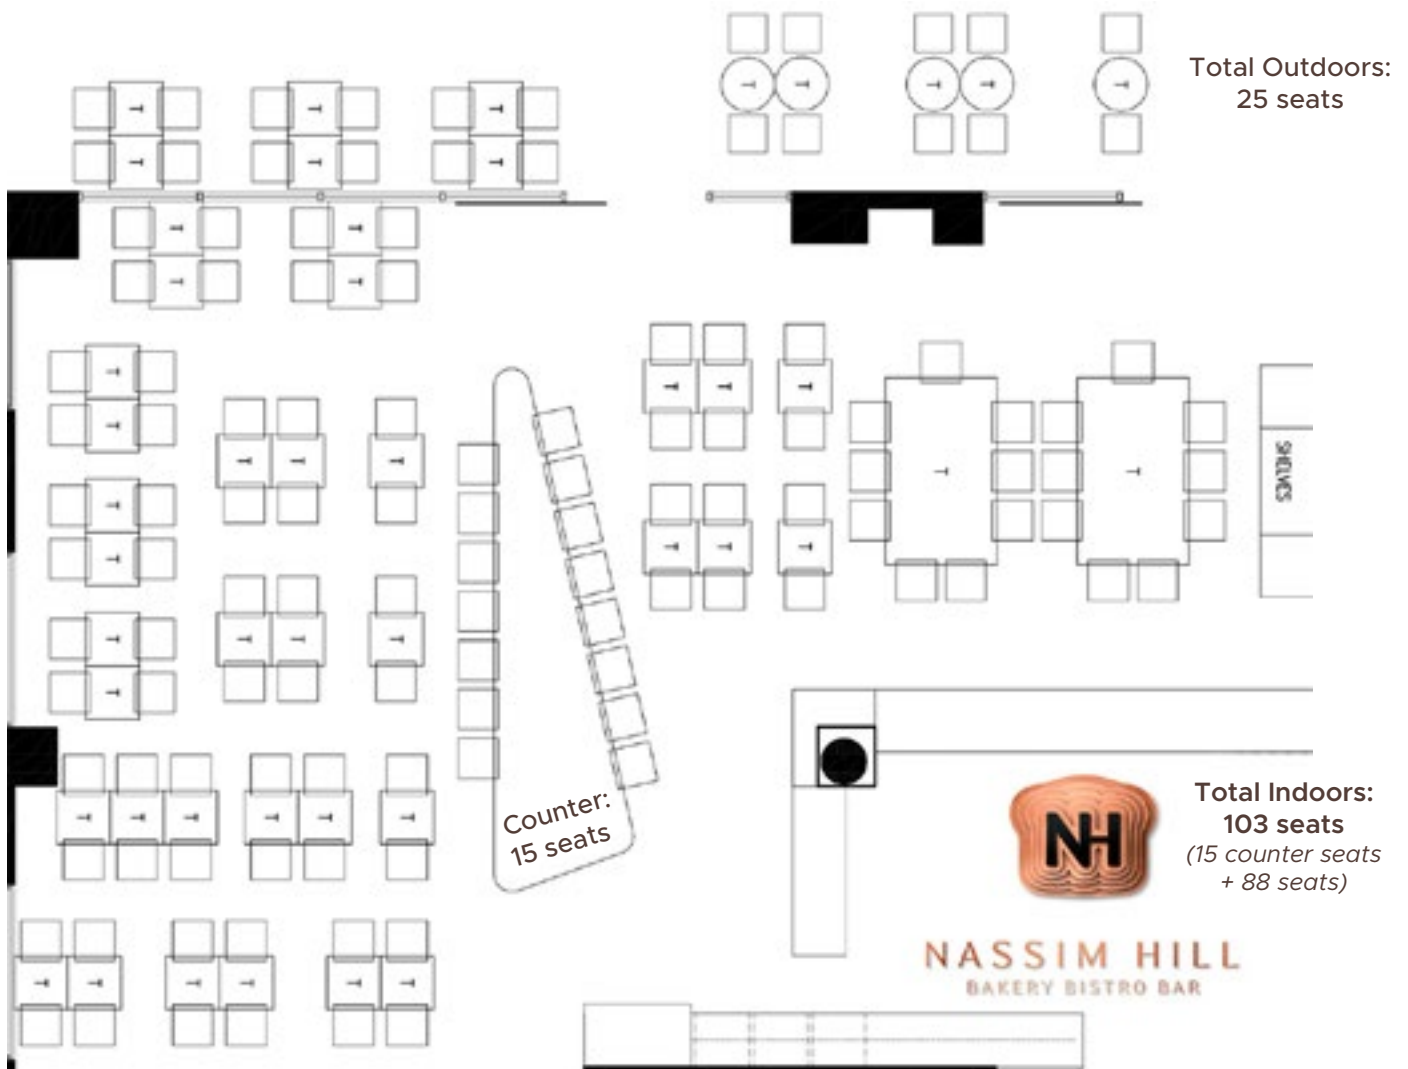 Total Outdoors:
25 seats
T T T T T
T T T
T T T
T T
T T
T
T
T
T
T
T
T T T
T T T
T T T
T T T
T T
SHELVES
Counter:
15 seats
T T T T T T
T T T T T T
NH
Total Indoors:
103 seats
(15 counter seats
+ 88 seats)
NASSIM HILL
BAKERY BISTRO BAR